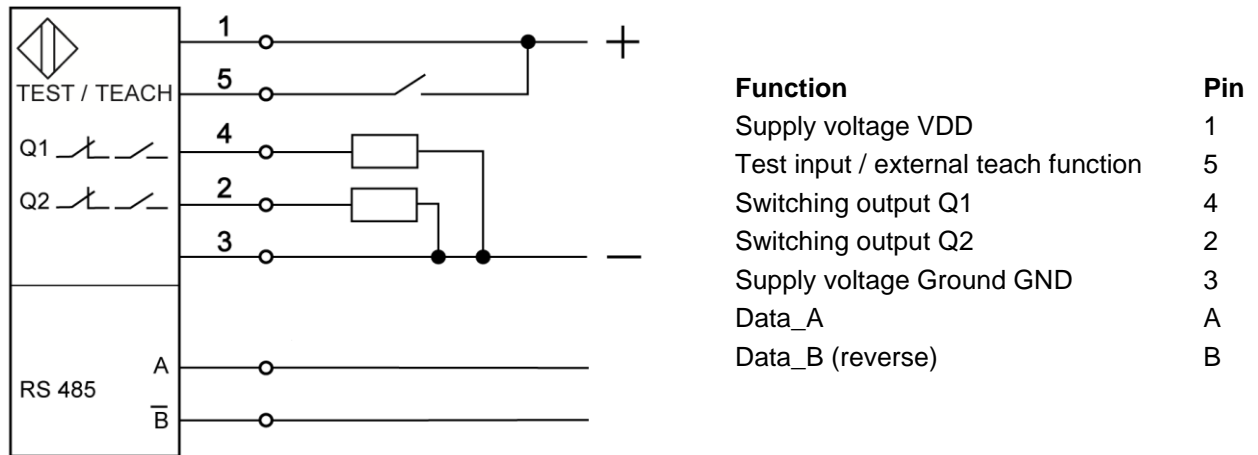 1
+
TEST / TEACH
5
Q1
4
Q2
2
3
—
RS 485
A
B̅
Function Pin
Supply voltage VDD 1
Test input / external teach function 5
Switching output Q1 4
Switching output Q2 2
Supply voltage Ground GND 3
Data_A A
Data_B (reverse) B